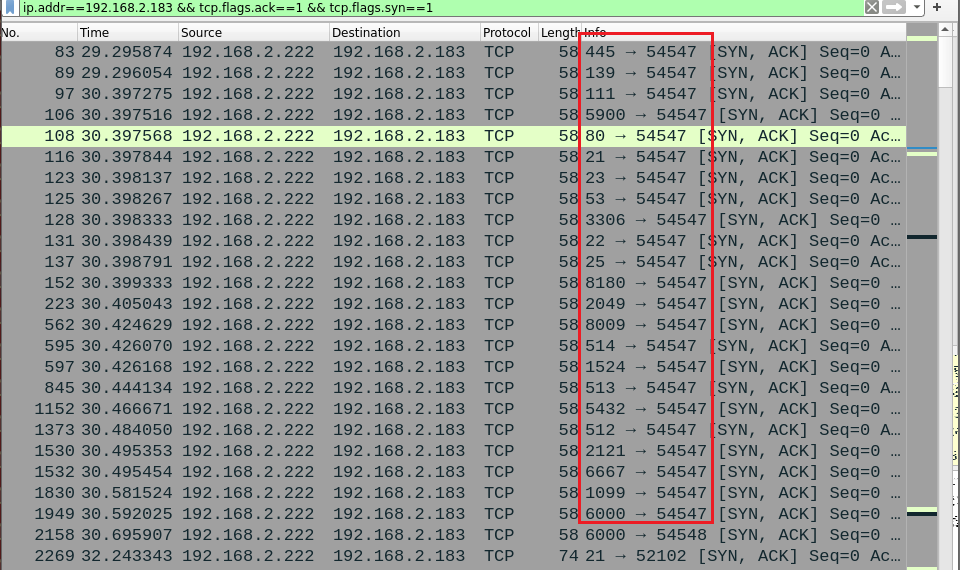 ip.addr==192.168.2.183 && tcp.flags.ack==1 && tcp.flags.syn==1
No. Time Source Destination Protocol Length Info
83 29.295874 192.168.2.222 192.168.2.183 TCP 58 445 → 54547 [SYN, ACK] Seq=0 A…
89 29.296054 192.168.2.222 192.168.2.183 TCP 58 139 → 54547 [SYN, ACK] Seq=0 A…
97 30.397275 192.168.2.222 192.168.2.183 TCP 58 111 → 54547 [SYN, ACK] Seq=0 A…
106 30.397516 192.168.2.222 192.168.2.183 TCP 58 5900 → 54547 [SYN, ACK] Seq=0 …
108 30.397568 192.168.2.222 192.168.2.183 TCP 58 80 → 54547 [SYN, ACK] Seq=0 Ac…
116 30.397844 192.168.2.222 192.168.2.183 TCP 58 21 → 54547 [SYN, ACK] Seq=0 Ac…
123 30.398137 192.168.2.222 192.168.2.183 TCP 58 23 → 54547 [SYN, ACK] Seq=0 Ac…
125 30.398267 192.168.2.222 192.168.2.183 TCP 58 53 → 54547 [SYN, ACK] Seq=0 Ac…
128 30.398333 192.168.2.222 192.168.2.183 TCP 58 3306 → 54547 [SYN, ACK] Seq=0 …
131 30.398439 192.168.2.222 192.168.2.183 TCP 58 22 → 54547 [SYN, ACK] Seq=0 Ac…
137 30.398791 192.168.2.222 192.168.2.183 TCP 58 25 → 54547 [SYN, ACK] Seq=0 Ac…
152 30.399333 192.168.2.222 192.168.2.183 TCP 58 8180 → 54547 [SYN, ACK] Seq=0 …
223 30.405043 192.168.2.222 192.168.2.183 TCP 58 2049 → 54547 [SYN, ACK] Seq=0 …
562 30.424629 192.168.2.222 192.168.2.183 TCP 58 8009 → 54547 [SYN, ACK] Seq=0 …
595 30.426070 192.168.2.222 192.168.2.183 TCP 58 514 → 54547 [SYN, ACK] Seq=0 A…
597 30.426168 192.168.2.222 192.168.2.183 TCP 58 1524 → 54547 [SYN, ACK] Seq=0 …
845 30.444134 192.168.2.222 192.168.2.183 TCP 58 513 → 54547 [SYN, ACK] Seq=0 A…
1152 30.466671 192.168.2.222 192.168.2.183 TCP 58 5432 → 54547 [SYN, ACK] Seq=0 …
1373 30.484050 192.168.2.222 192.168.2.183 TCP 58 512 → 54547 [SYN, ACK] Seq=0 A…
1530 30.495353 192.168.2.222 192.168.2.183 TCP 58 2121 → 54547 [SYN, ACK] Seq=0 …
1532 30.495454 192.168.2.222 192.168.2.183 TCP 58 6667 → 54547 [SYN, ACK] Seq=0 …
1830 30.581524 192.168.2.222 192.168.2.183 TCP 58 1099 → 54547 [SYN, ACK] Seq=0 …
1949 30.592025 192.168.2.222 192.168.2.183 TCP 58 6000 → 54547 [SYN, ACK] Seq=0 …
2158 30.695907 192.168.2.222 192.168.2.183 TCP 58 6000 → 54548 [SYN, ACK] Seq=0 …
2269 32.243343 192.168.2.222 192.168.2.183 TCP 74 21 → 52102 [SYN, ACK] Seq=0 Ac…